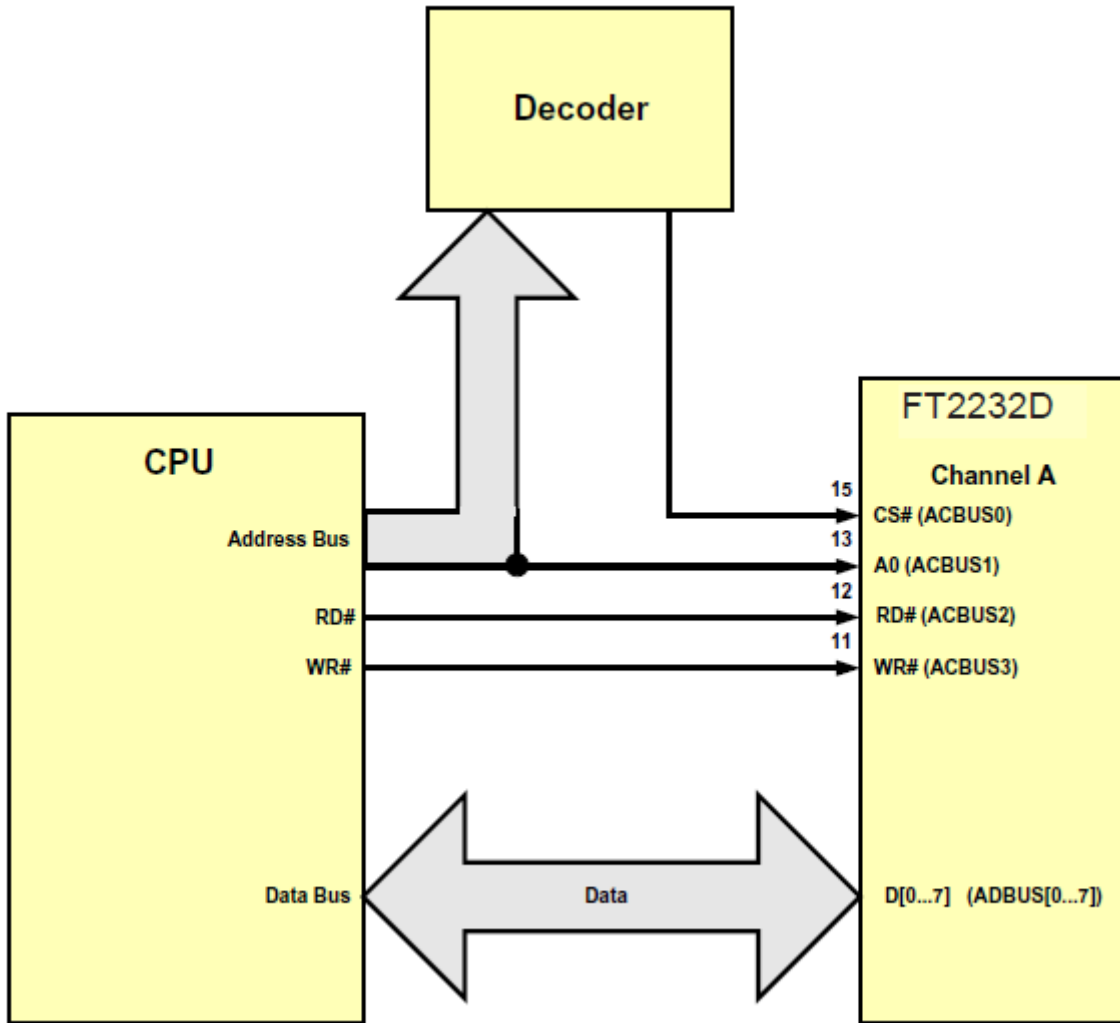 Decoder
CPU
FT2232D
Channel A
Address Bus
15
CS# (ACBUS0)
13
A0 (ACBUS1)
RD#
12
RD# (ACBUS2)
WR#
11
WR# (ACBUS3)
Data Bus
Data
D[0...7] (ADBUS[0...7])